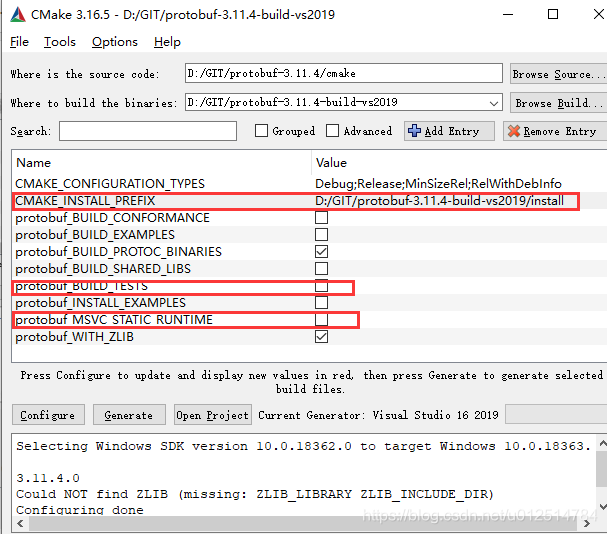 CMake 3.16.5 - D:/GIT/protobuf-3.11.4-build-vs2019
File Tools Options Help
Where is the source code: D:/GIT/protobuf-3.11.4/cmake Browse Source...
Where to build the binaries: D:/GIT/protobuf-3.11.4-build-vs2019 Browse Build...
Search: Grouped Advanced Add Entry Remove Entry
Name Value
CMAKE_CONFIGURATION_TYPES Debug;Release;MinSizeRel;RelWithDebInfo
CMAKE_INSTALL_PREFIX D:/GIT/protobuf-3.11.4-build-vs2019/install
protobuf_BUILD_CONFORMANCE
protobuf_BUILD_EXAMPLES
protobuf_BUILD_PROTOC_BINARIES
protobuf_BUILD_SHARED_LIBS
protobuf_BUILD_TESTS
protobuf_INSTALL_EXAMPLES
protobuf_MSVC_STATIC_RUNTIME
protobuf_WITH_ZLIB
Press Configure to update and display new values in red, then press Generate to generate selected
build files.
Configure Generate Open Project Current Generator: Visual Studio 16 2019
Selecting Windows SDK version 10.0.18362.0 to target Windows 10.0.18363.
3.11.4.0
Could NOT find ZLIB (missing: ZLIB_LIBRARY ZLIB_INCLUDE_DIR)
Configuring done
https://blog.csdn.net/u012514784